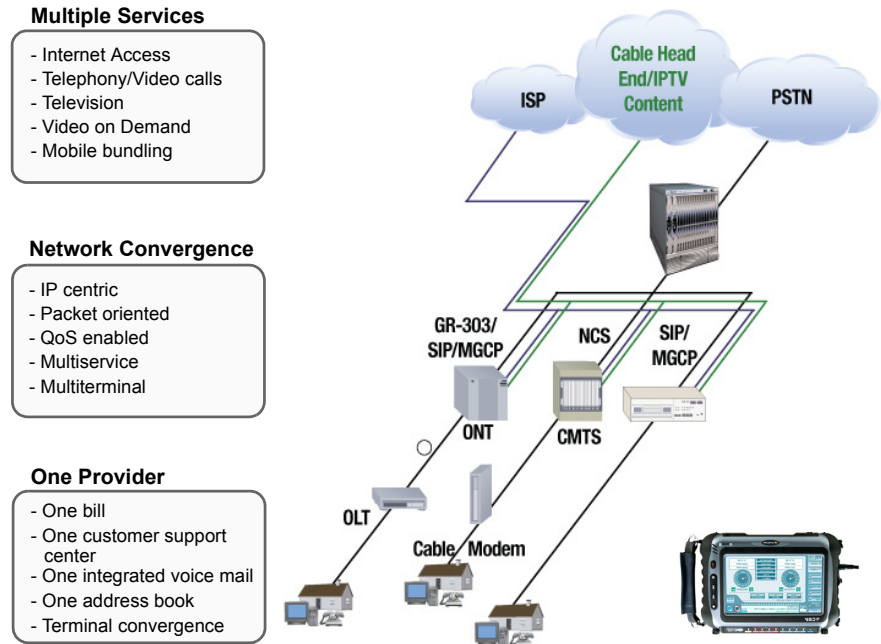 Multiple Services
- Internet Access
- Telephony/Video calls
- Television
- Video on Demand
- Mobile bundling
Network Convergence
- IP centric
- Packet oriented
- QoS enabled
- Multiservice
- Multiterminal
One Provider
- One bill
- One customer support
center
- One integrated voice mail
- One address book
- Terminal convergence
ISP
Cable Head
End/IPTV
Content
PSTN
GR-303/
SIP/MGCP
NCS
SIP/
MGCP
ONT
CMTS
OLT
Cable Modem